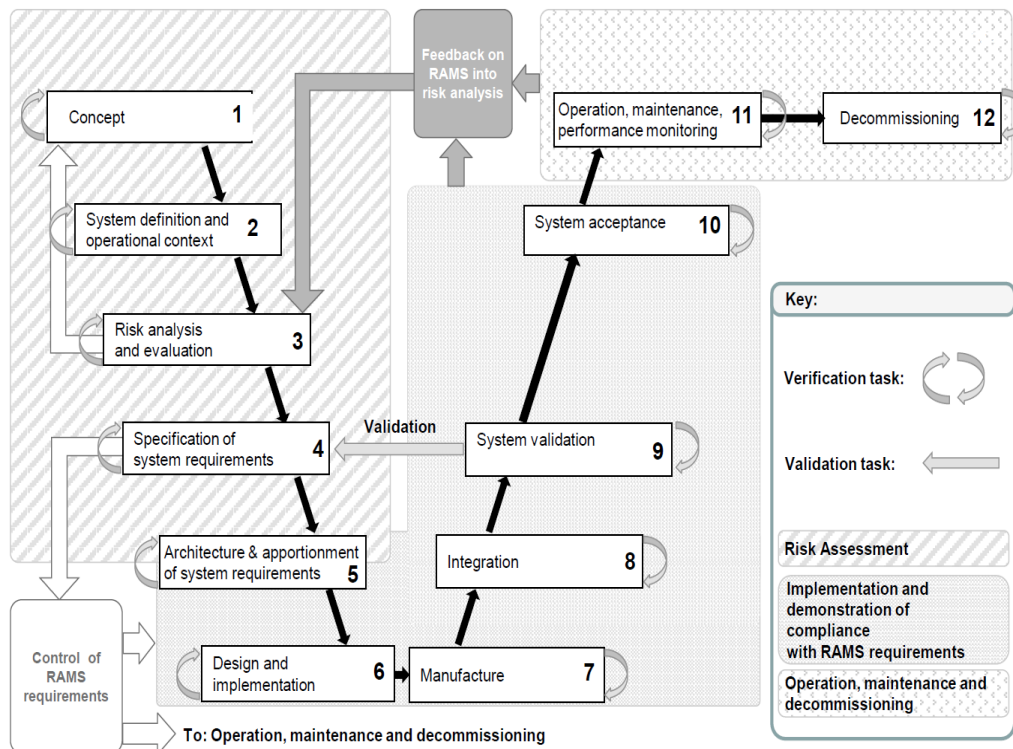 Feedback on
RAMS into
risk analysis
Concept 1
Operation, maintenance,
performance monitoring 11
Decommissioning 12
System definition and
operational context 2
System acceptance 10
Risk analysis
and evaluation 3
Key:
Verification task:
Specification of
system requirements 4
Validation
System validation 9
Validation task:
Architecture & apportionment
of system requirements 5
Integration 8
Risk Assessment
Implementation and
demonstration of
compliance
with RAMS requirements
Control of
RAMS
requirements
Design and
implementation 6
Manufacture 7
Operation, maintenance and
decommissioning
To: Operation, maintenance and decommissioning